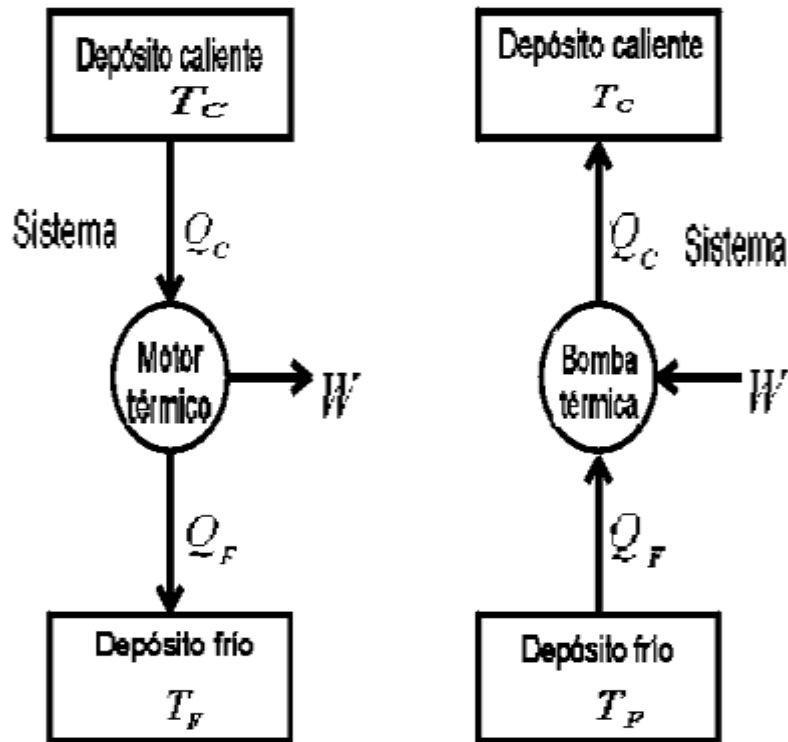 Depósito caliente
T_C
Sistema
Q_C
Motor
térmico
W
Q_F
Depósito frío
T_F
Depósito caliente
T_C
Q_C
Sistema
Bomba
térmica
W
Q_F
Depósito frío
T_F